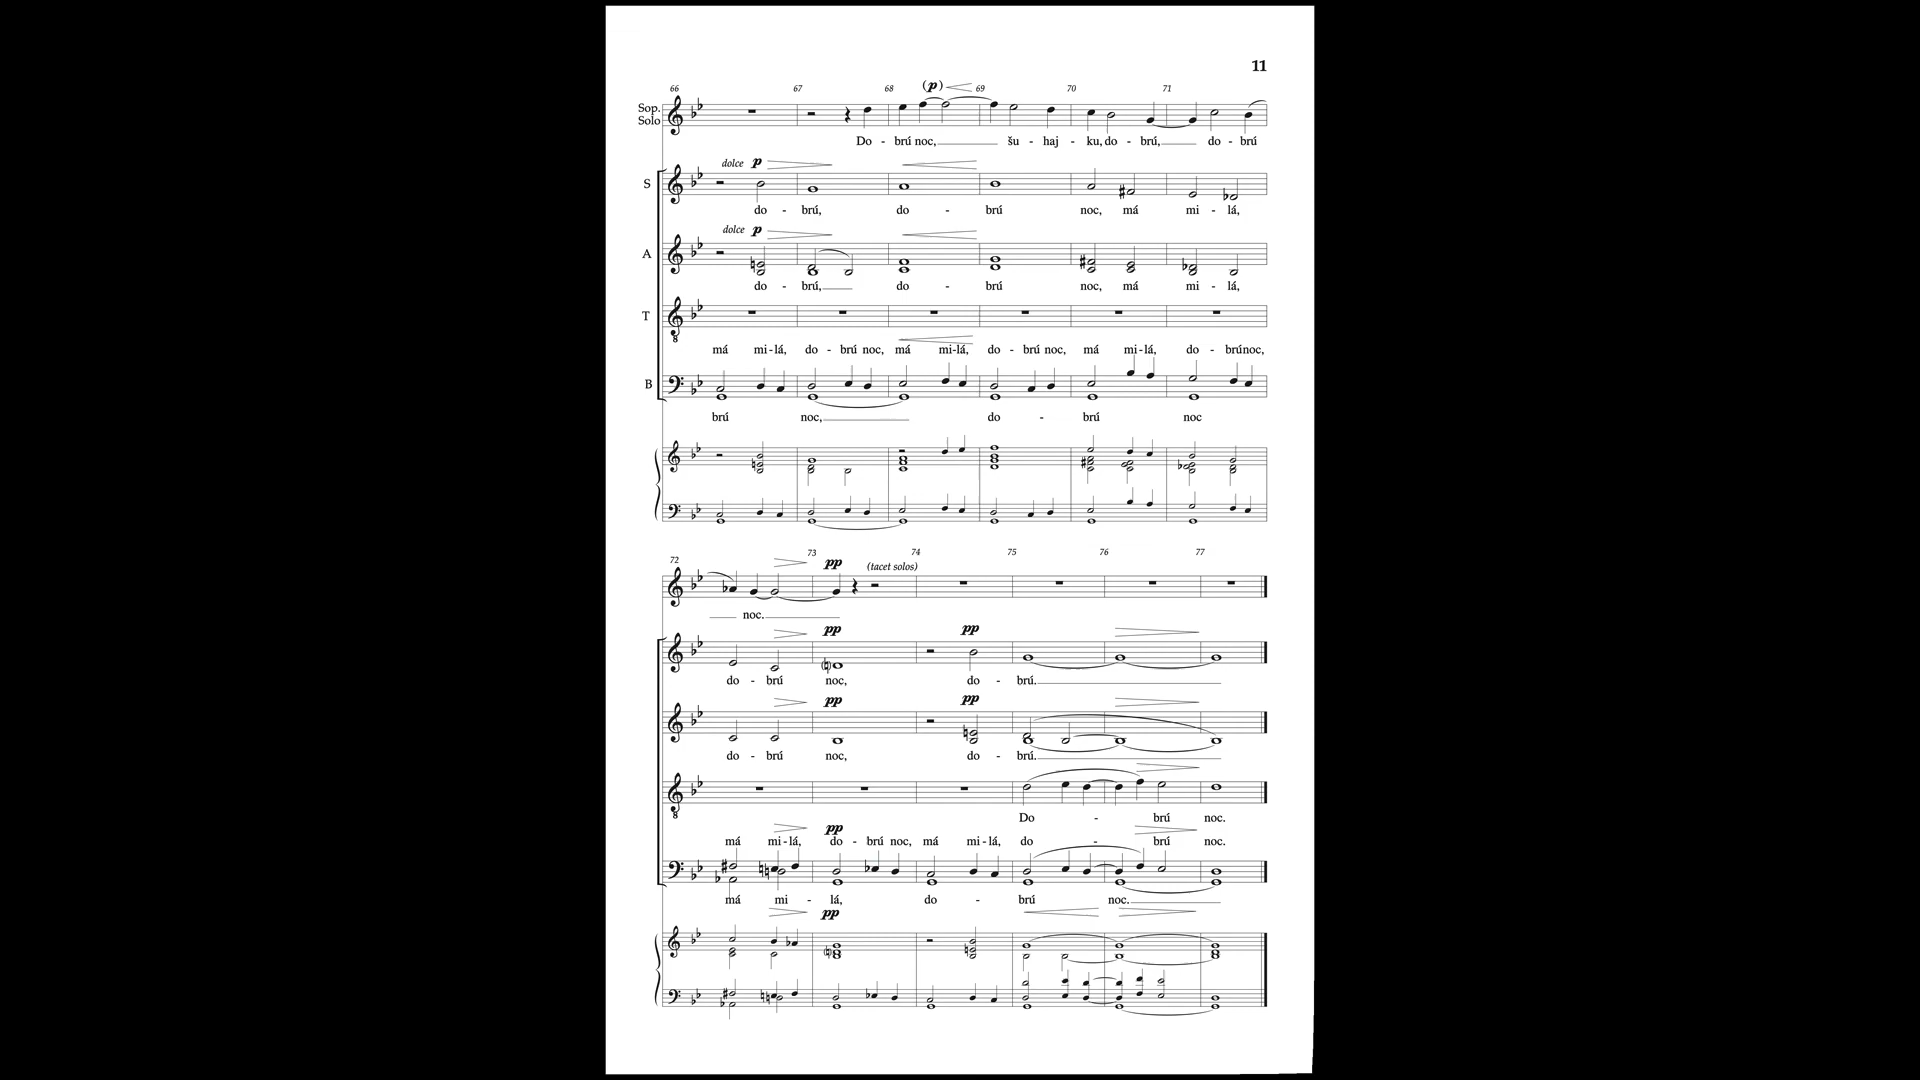 11
66 67 68 69 70 71
(p)
Sop.
Solo
Do - brú noc, šu - haj - ku, do - brú, do - brú
dolce p
S
do - brú, do - brú noc, má mi - lá,
dolce p
A
do - brú, do - brú noc, má mi - lá,
T
8
má mi-lá, do - brú noc, má mi-lá, do - brú noc, má mi-lá, do - brúnoc,
B
brú noc, do - brú noc
72 73 74 75 76 77
pp (tacet solos)
noc.
pp pp
do - brú noc, do - brú.
pp pp
do - brú noc, do - brú.
8
Do - brú noc.
pp
má mi-lá, do - brú noc, má mi-lá, do - brú noc.
má mi - lá, do - brú noc.
pp